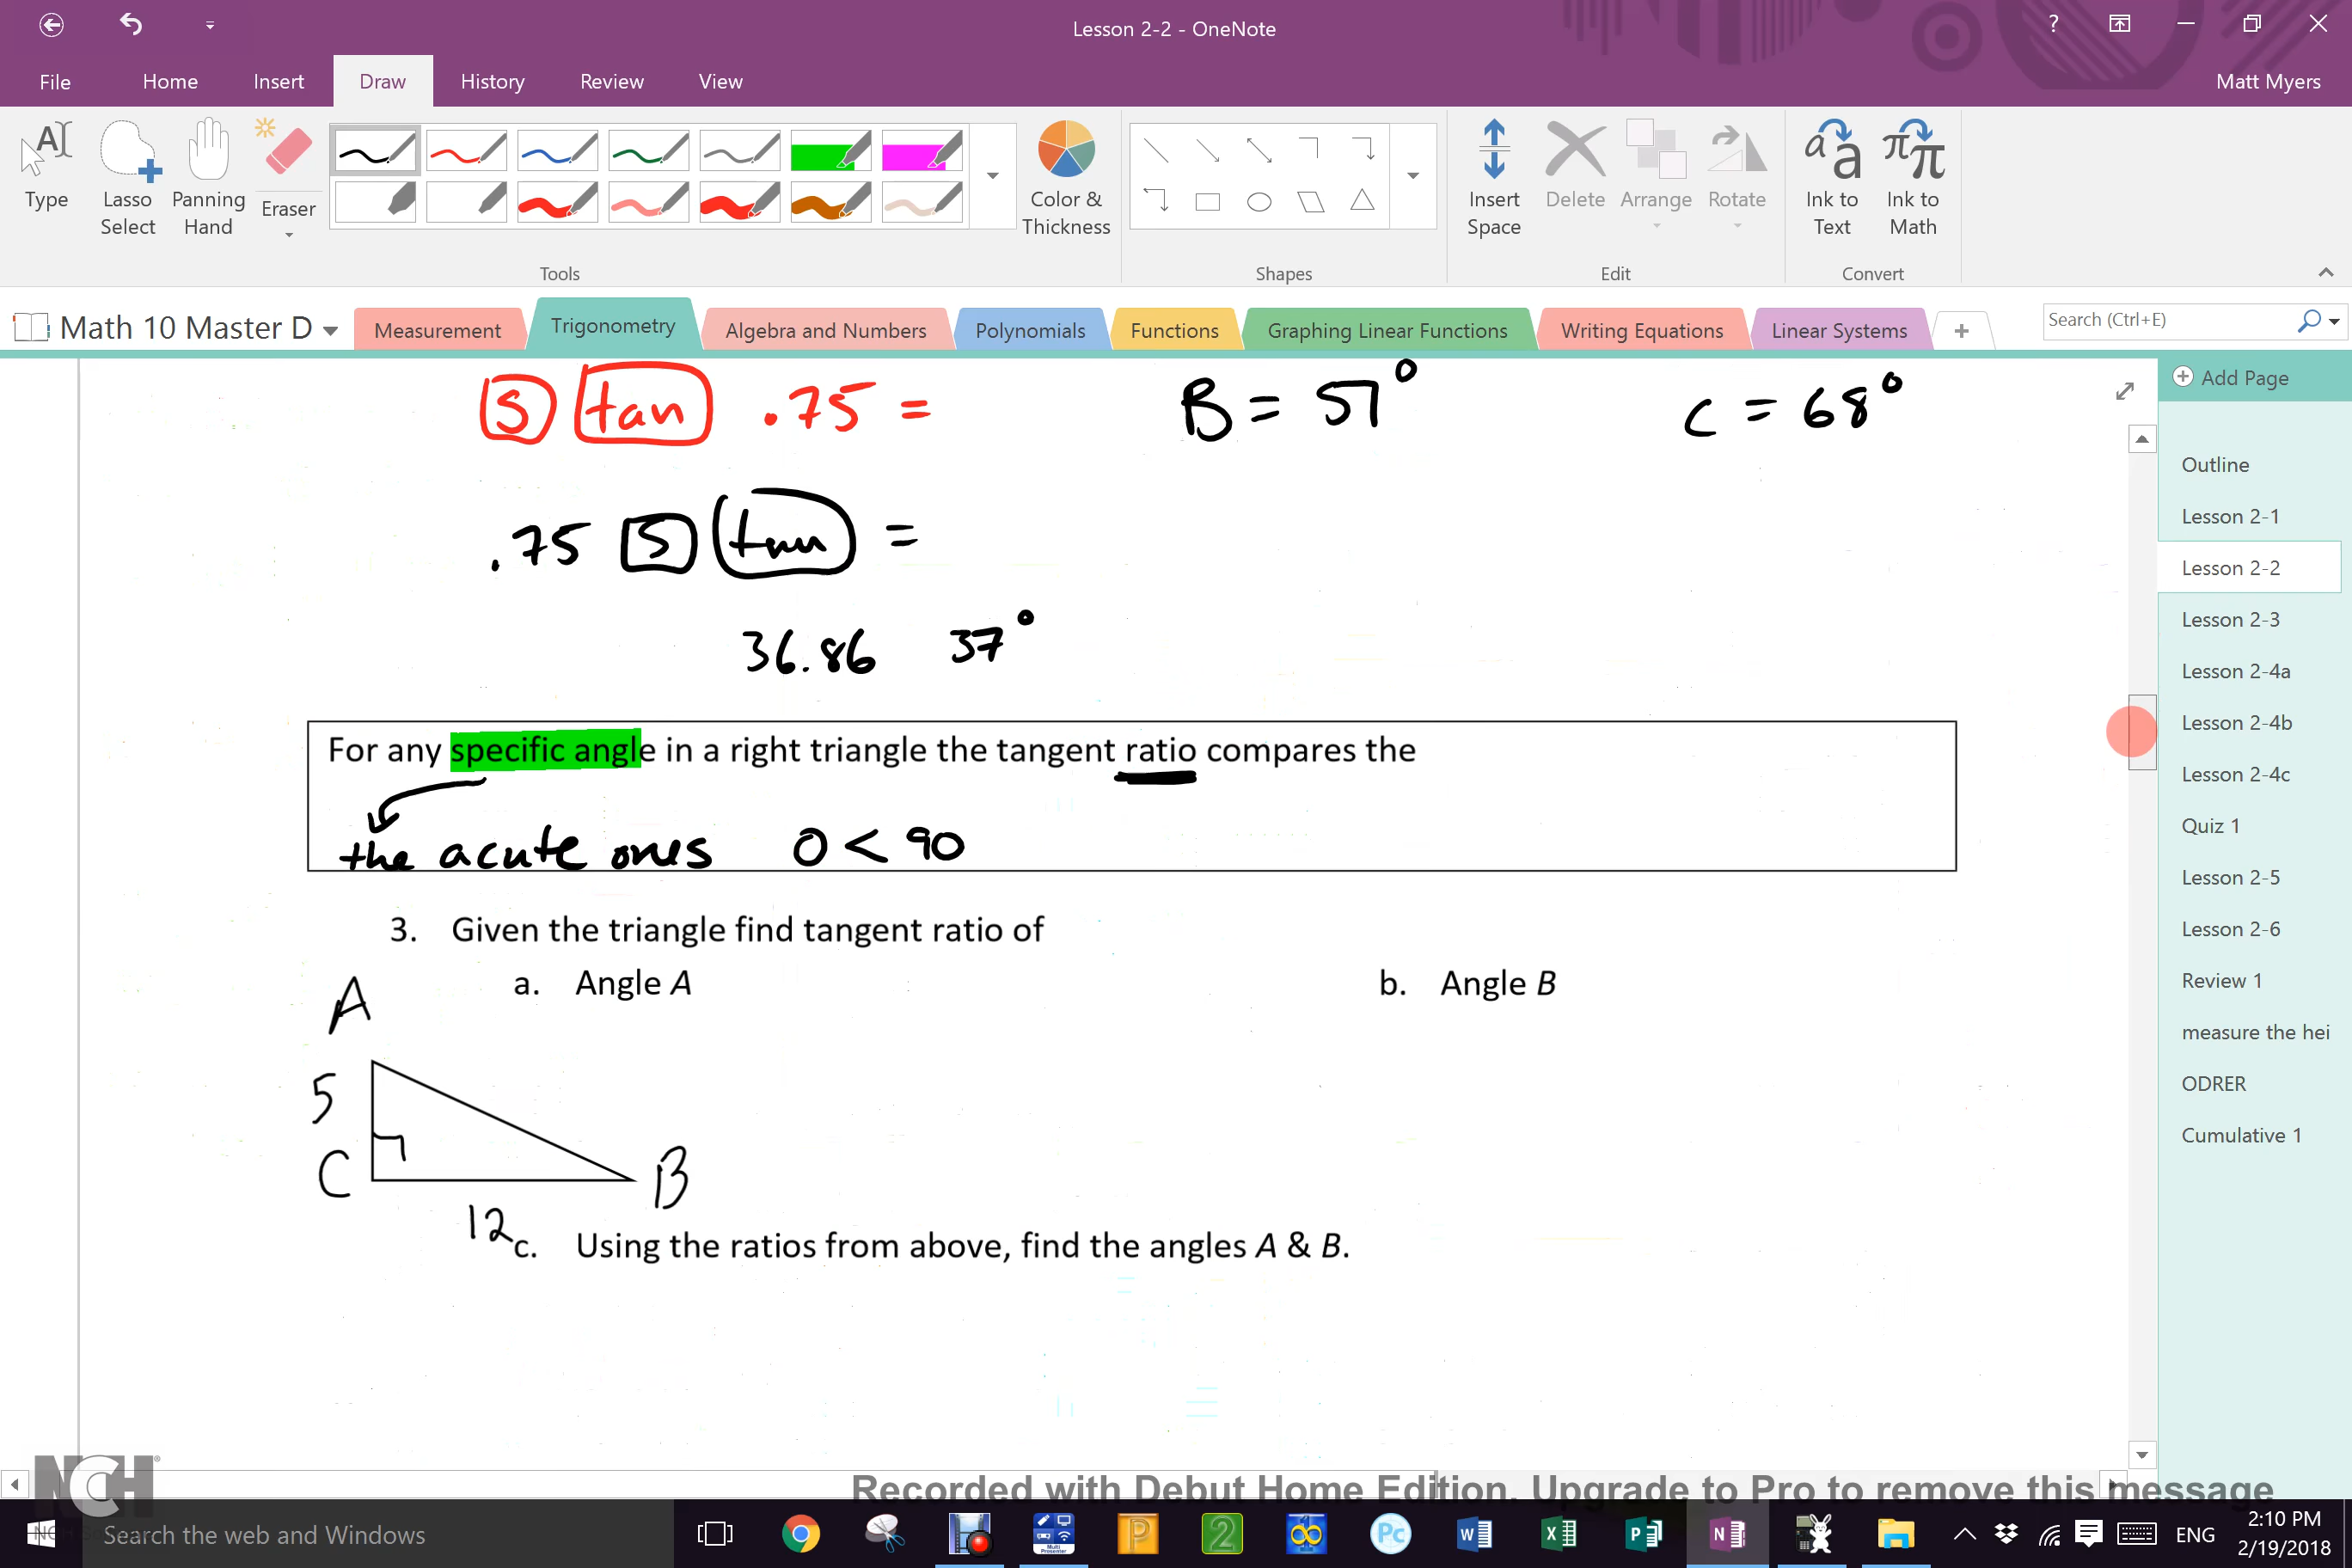 Lesson 2-2 - OneNote
?
File Home Insert Draw History Review View Matt Myers
Type
Lasso Select
Panning Hand
Eraser
Color & Thickness
Insert Space
Delete
Arrange
Rotate
Ink to Text
Ink to Math
Tools Shapes Edit Convert
Math 10 Master D Measurement Trigonometry Algebra and Numbers Polynomials Functions Graphing Linear Functions Writing Equations Linear Systems + Search (Ctrl+E)
Add Page
Outline
Lesson 2-1
Lesson 2-2
Lesson 2-3
Lesson 2-4a
Lesson 2-4b
Lesson 2-4c
Quiz 1
Lesson 2-5
Lesson 2-6
Review 1
measure the hei
ODRER
Cumulative 1
S tan .75 = B = 57° C = 68°
.75 S tan =
36.86 37°
For any specific angle in a right triangle the tangent ratio compares the
the acute ones 0 < 90
3. Given the triangle find tangent ratio of
a. Angle A b. Angle B
A
5
C B
12
c. Using the ratios from above, find the angles A & B.
NCH
Recorded with Debut Home Edition. Upgrade to Pro to remove this message
Search the web and Windows
ENG
2:10 PM
2/19/2018